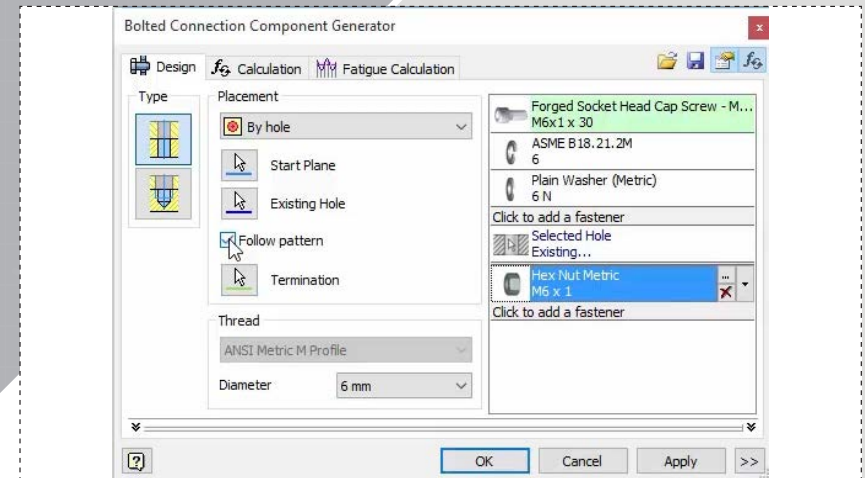 Bolted Connection Component Generator
x
Design
Calculation
Fatigue Calculation
Type
Placement
By hole
Start Plane
Existing Hole
Follow pattern
Termination
Thread
ANSI Metric M Profile
Diameter
6 mm
Forged Socket Head Cap Screw - M...
M6x1 x 30
ASME B18.21.2M
6
Plain Washer (Metric)
6 N
Click to add a fastener
Selected Hole
Existing...
Hex Nut Metric
M6 x 1
...
Click to add a fastener
?
OK
Cancel
Apply
>>